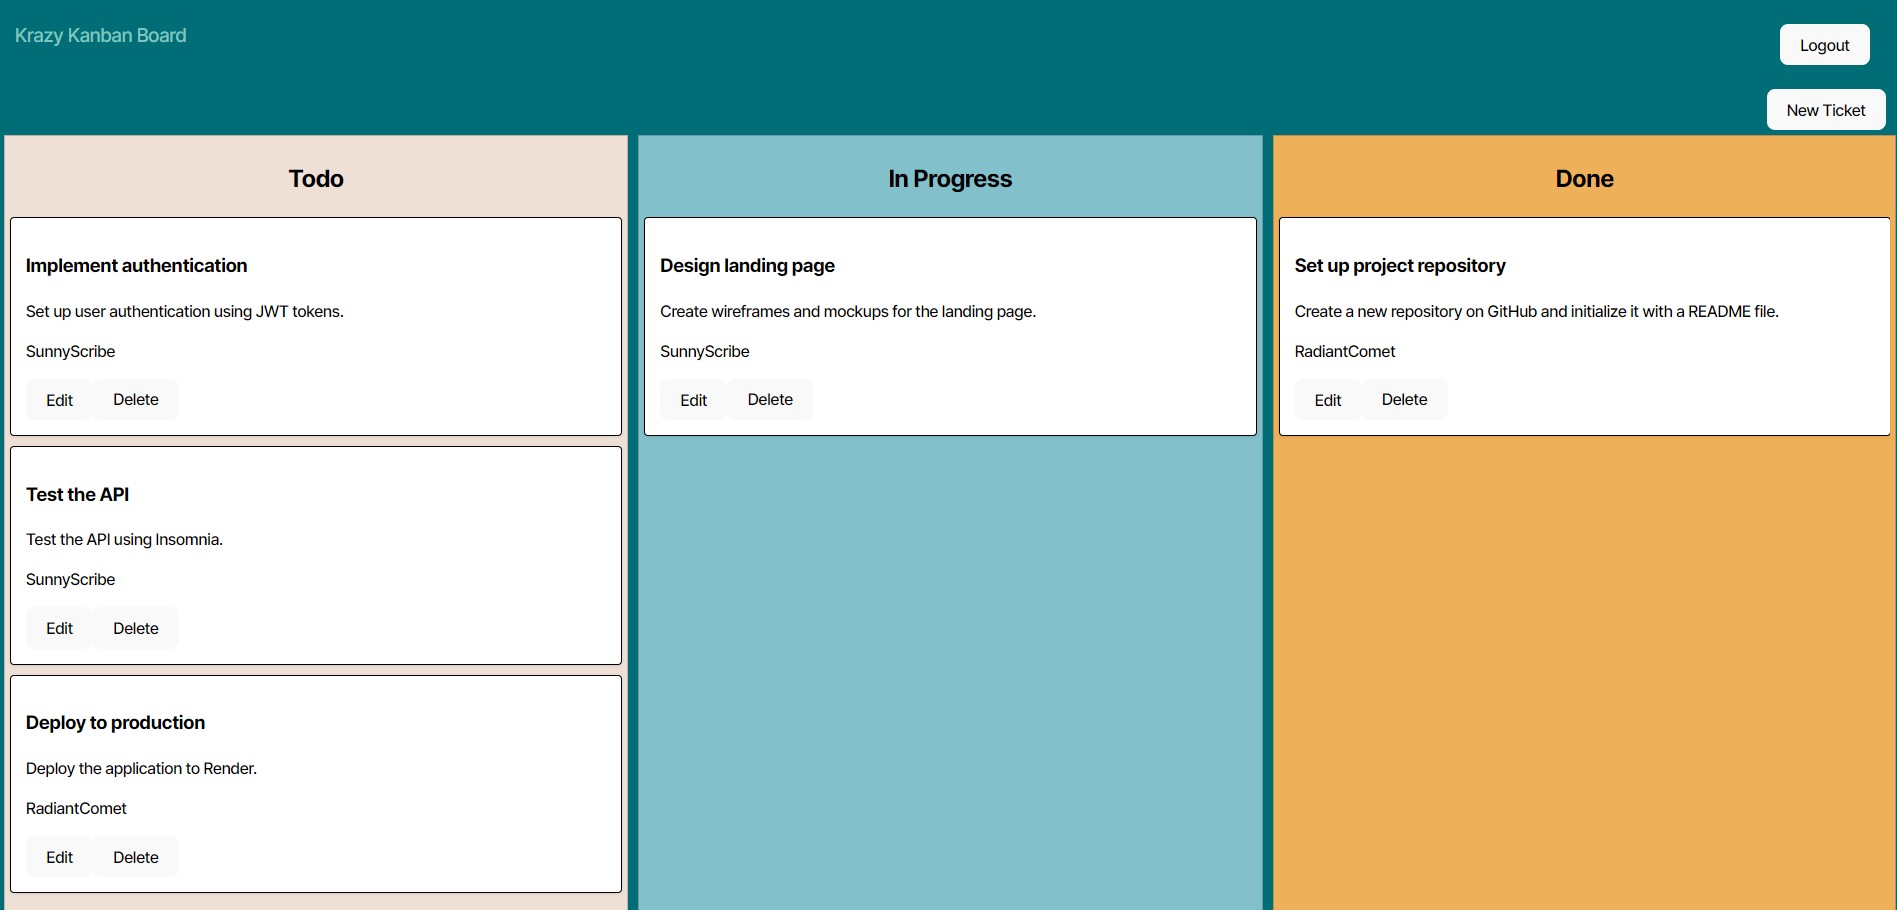 Krazy Kanban Board
Logout
New Ticket
Todo
Implement authentication
Set up user authentication using JWT tokens.
SunnyScribe
Edit Delete
Test the API
Test the API using Insomnia.
SunnyScribe
Edit Delete
Deploy to production
Deploy the application to Render.
RadiantComet
Edit Delete
In Progress
Design landing page
Create wireframes and mockups for the landing page.
SunnyScribe
Edit Delete
Done
Set up project repository
Create a new repository on GitHub and initialize it with a README file.
RadiantComet
Edit Delete